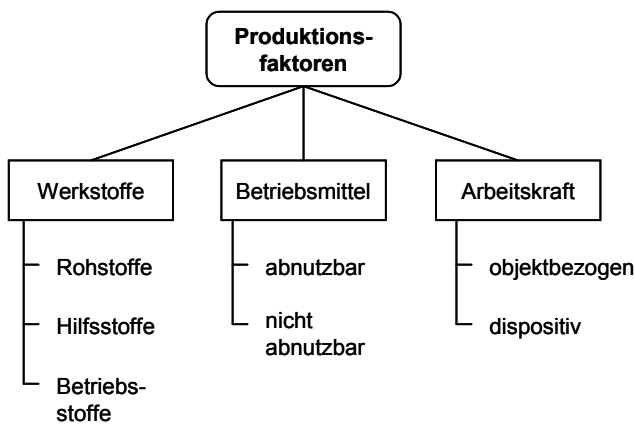 Produktions-
faktoren
Werkstoffe
Betriebsmittel
Arbeitskraft
Rohstoffe
Hilfsstoffe
Betriebs-
stoffe
abnutzbar
nicht
abnutzbar
objektbezogen
dispositiv